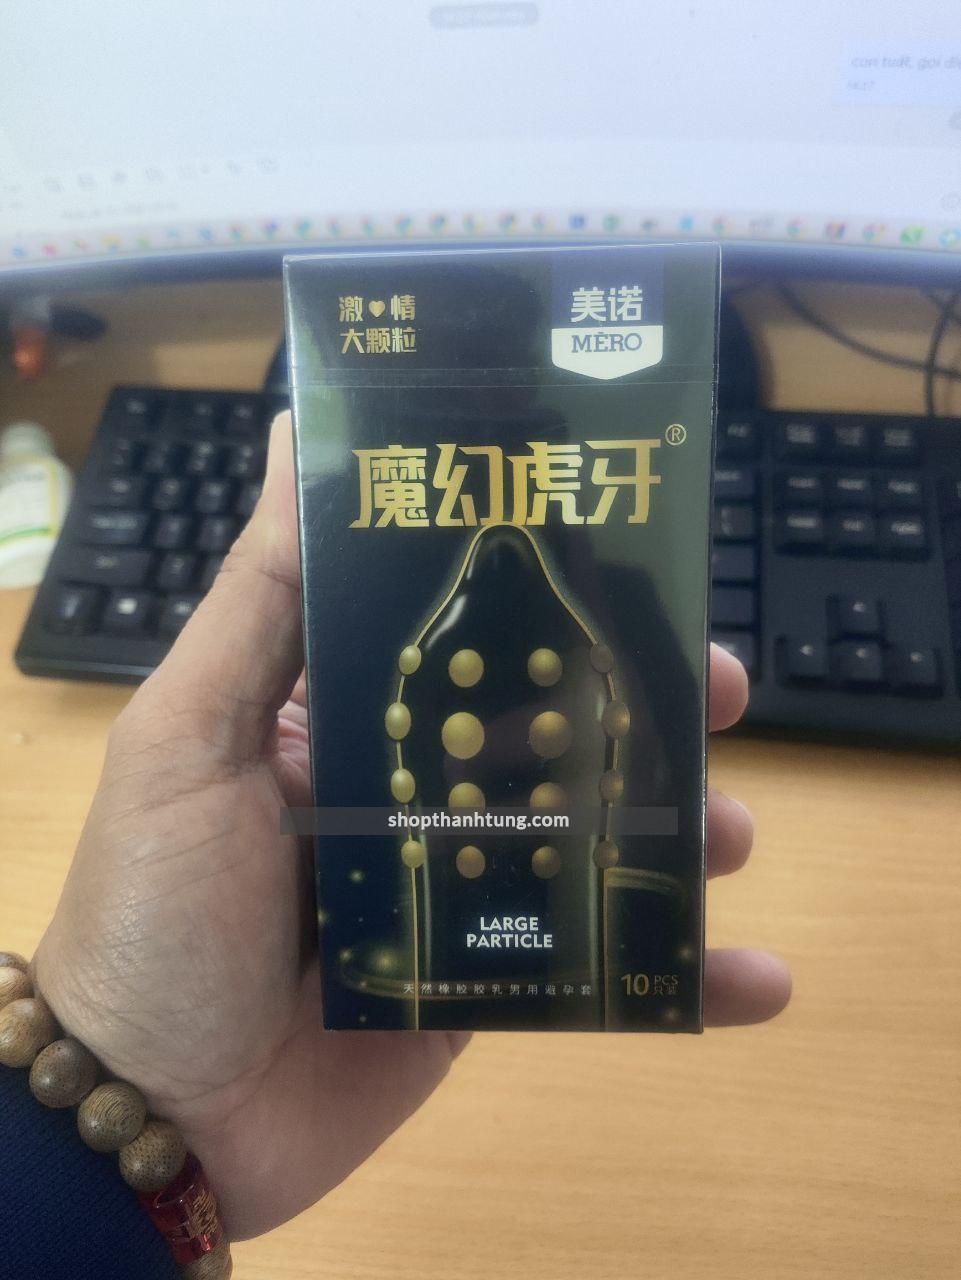 激情
大颗粒
美诺
MÉRO
魔幻虎牙®
shopthanhtung.com
LARGE
PARTICLE
天然橡胶胶乳男用避孕套
10 PCS
只装